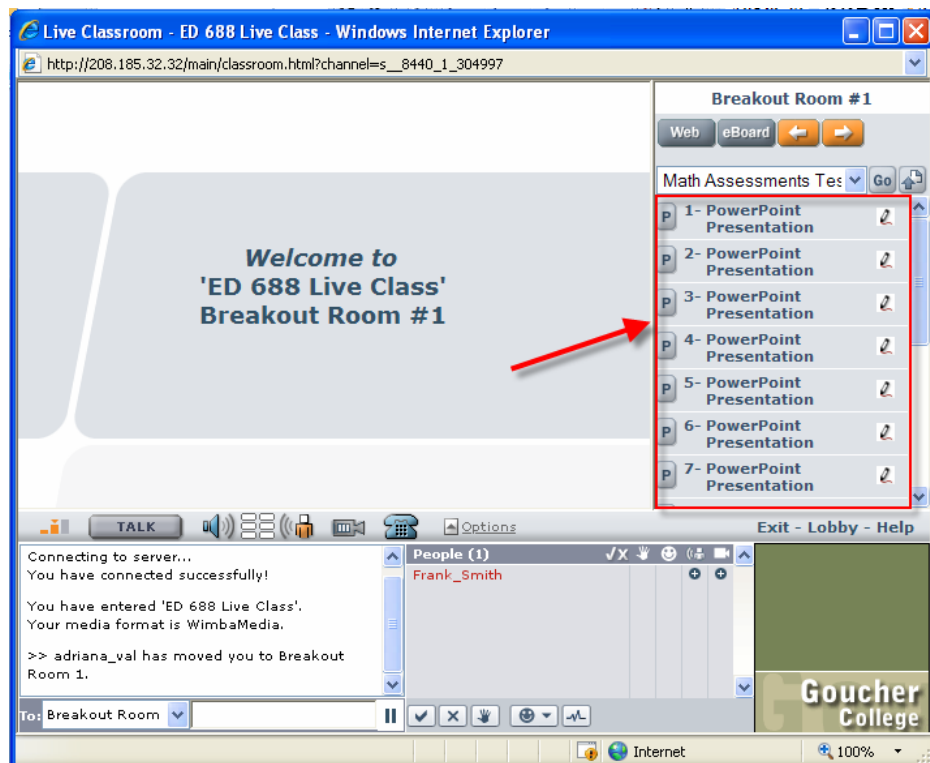 Live Classroom - ED 688 Live Class - Windows Internet Explorer
http://208.185.32.32/main/classroom.html?channel=s__8440_1_304997
Breakout Room #1
Web eBoard
Math Assessments Tes Go
P 1- PowerPoint
Presentation
P 2- PowerPoint
Presentation
P 3- PowerPoint
Presentation
P 4- PowerPoint
Presentation
P 5- PowerPoint
Presentation
P 6- PowerPoint
Presentation
P 7- PowerPoint
Presentation
Welcome to
'ED 688 Live Class'
Breakout Room #1
TALK Options Exit - Lobby - Help
Connecting to server...
You have connected successfully!
You have entered 'ED 688 Live Class'.
Your media format is WimbaMedia.
>> adriana_val has moved you to Breakout
Room 1.
People (1)
Frank_Smith
To: Breakout Room
Goucher
College
Internet 100%